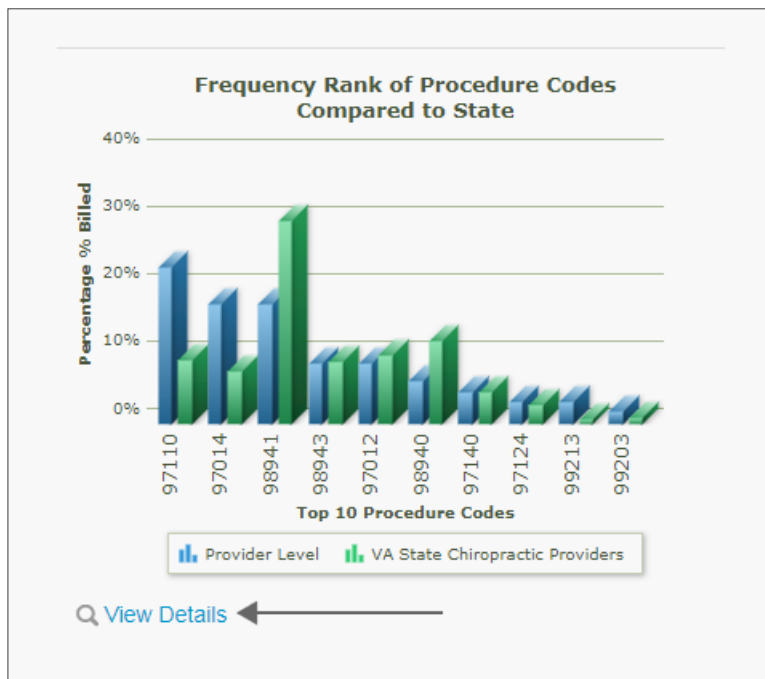 Frequency Rank of Procedure Codes
Compared to State
40%
30%
20%
10%
0%
Percentage % Billed
97110
97014
98941
98943
97012
98940
97140
97124
99213
99203
Top 10 Procedure Codes
Provider Level
VA State Chiropractic Providers
View Details